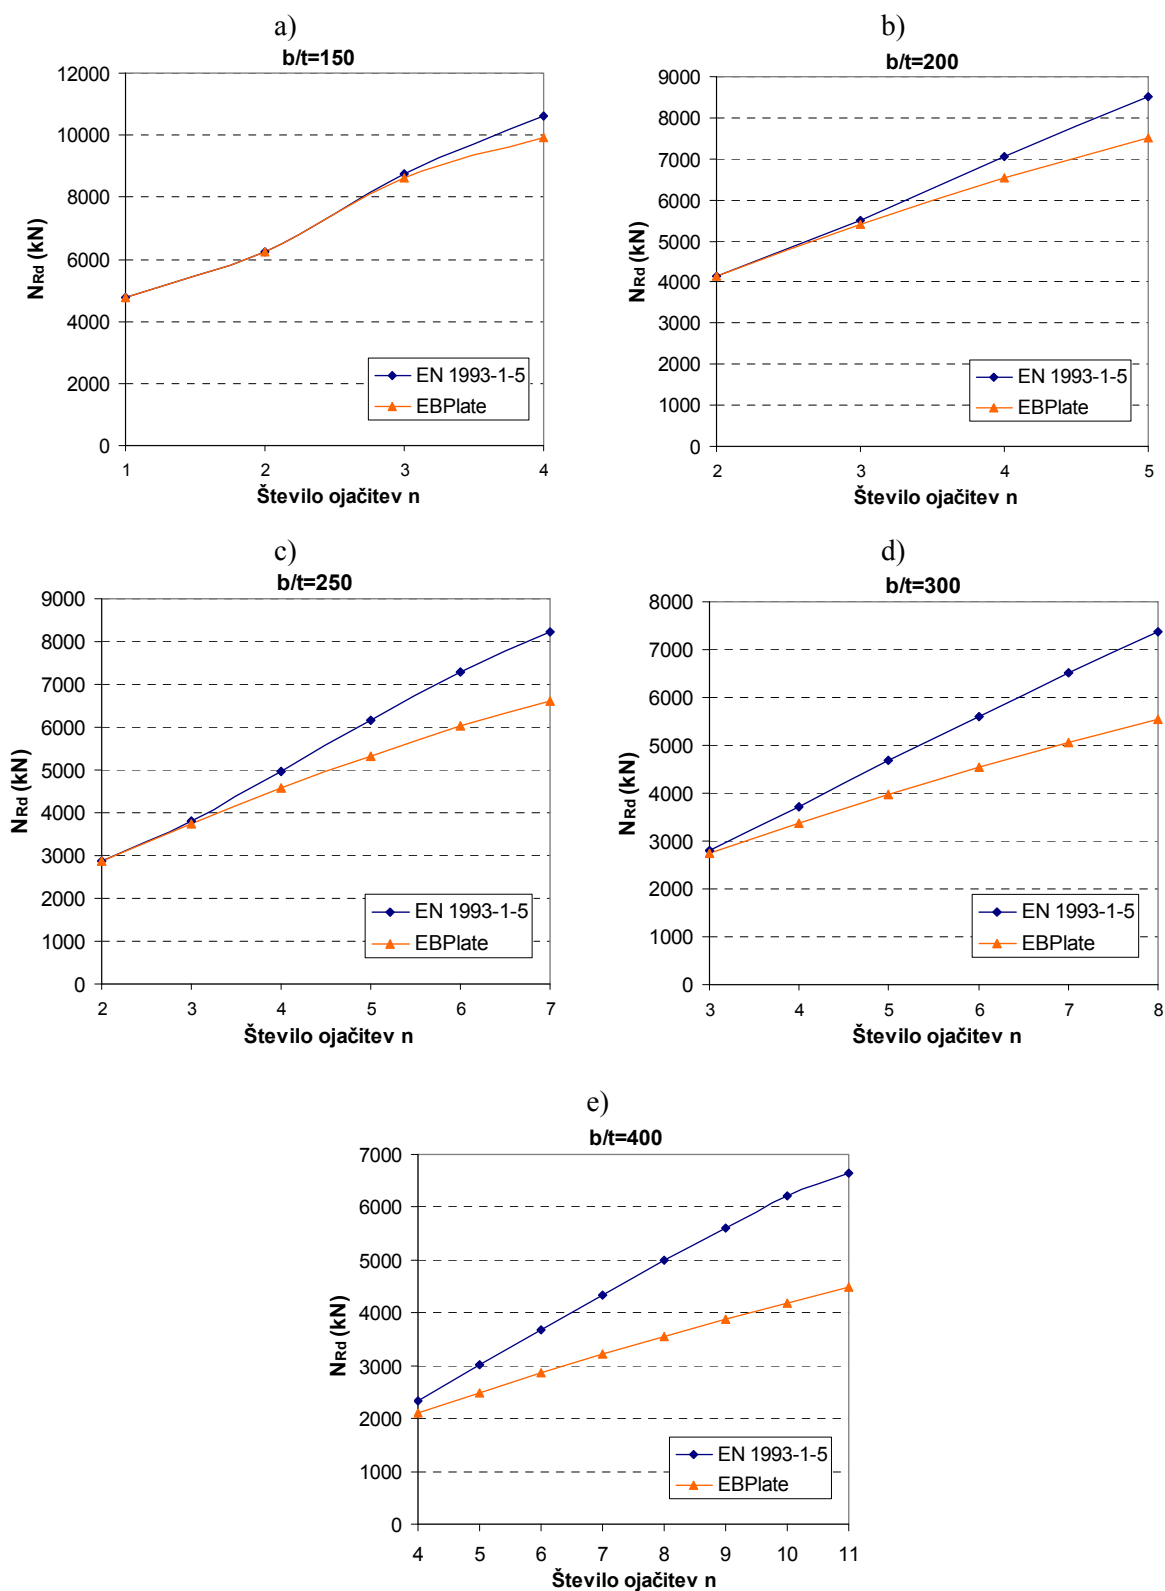 a)
b/t=150
12000
10000
8000
6000
4000
2000
0
NRd (kN)
1 2 3 4
Število ojačitev n
EN 1993-1-5
EBPlate
b)
b/t=200
9000
8000
7000
6000
5000
4000
3000
2000
1000
0
NRd (kN)
2 3 4 5
Število ojačitev n
EN 1993-1-5
EBPlate
c)
b/t=250
9000
8000
7000
6000
5000
4000
3000
2000
1000
0
NRd (kN)
2 3 4 5 6 7
Število ojačitev n
EN 1993-1-5
EBPlate
d)
b/t=300
8000
7000
6000
5000
4000
3000
2000
1000
0
NRd (kN)
3 4 5 6 7 8
Število ojačitev n
EN 1993-1-5
EBPlate
e)
b/t=400
7000
6000
5000
4000
3000
2000
1000
0
NRd (kN)
4 5 6 7 8 9 10 11
Število ojačitev n
EN 1993-1-5
EBPlate